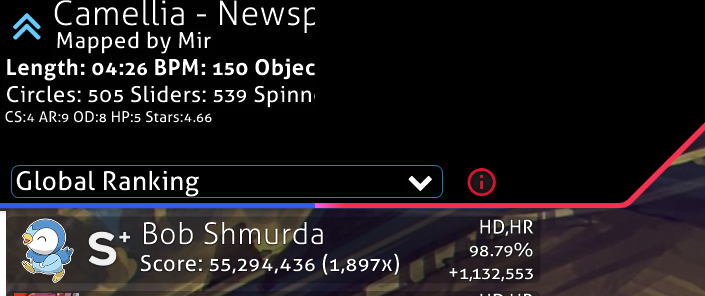 Camellia - Newsp
Mapped by Mir
Length: 04:26 BPM: 150 Objec
Circles: 505 Sliders: 539 Spinn
CS:4 AR:9 OD:8 HP:5 Stars:4.66
Global Ranking
S+ Bob Shmurda
Score: 55,294,436 (1,897x)
HD,HR
98.79%
+1,132,553
HD,HR